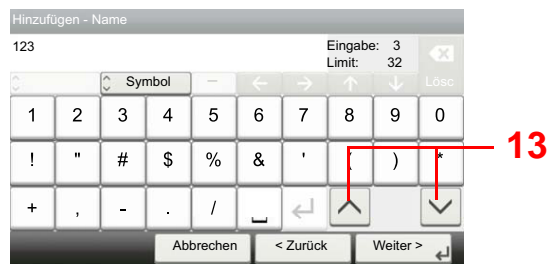 Hinzufügen - Name
123
Eingabe: 3
Limit: 32
Symbol
Lösc
1 2 3 4 5 6 7 8 9 0
! " # $ % & ' ( ) *
+ , - . /
Abbrechen < Zurück Weiter >
13